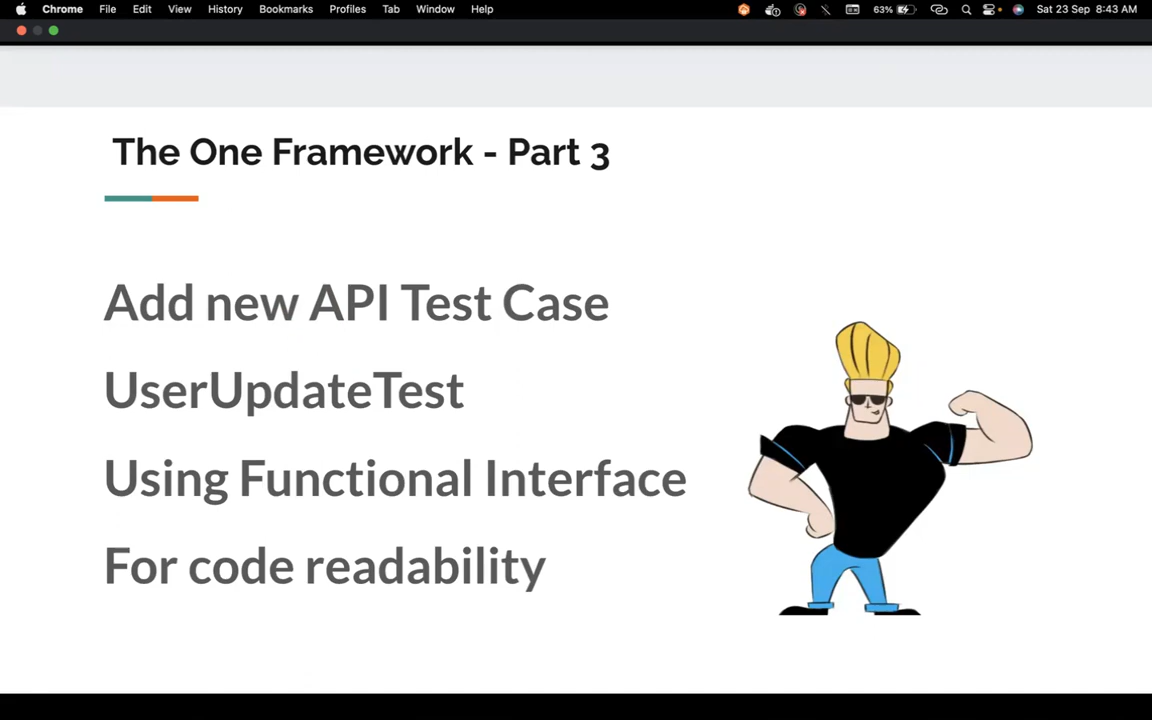 Chrome File Edit View History Bookmarks Profiles Tab Window Help 63% Sat 23 Sep 8:43 AM
The One Framework - Part 3
Add new API Test Case
UserUpdateTest
Using Functional Interface
For code readability